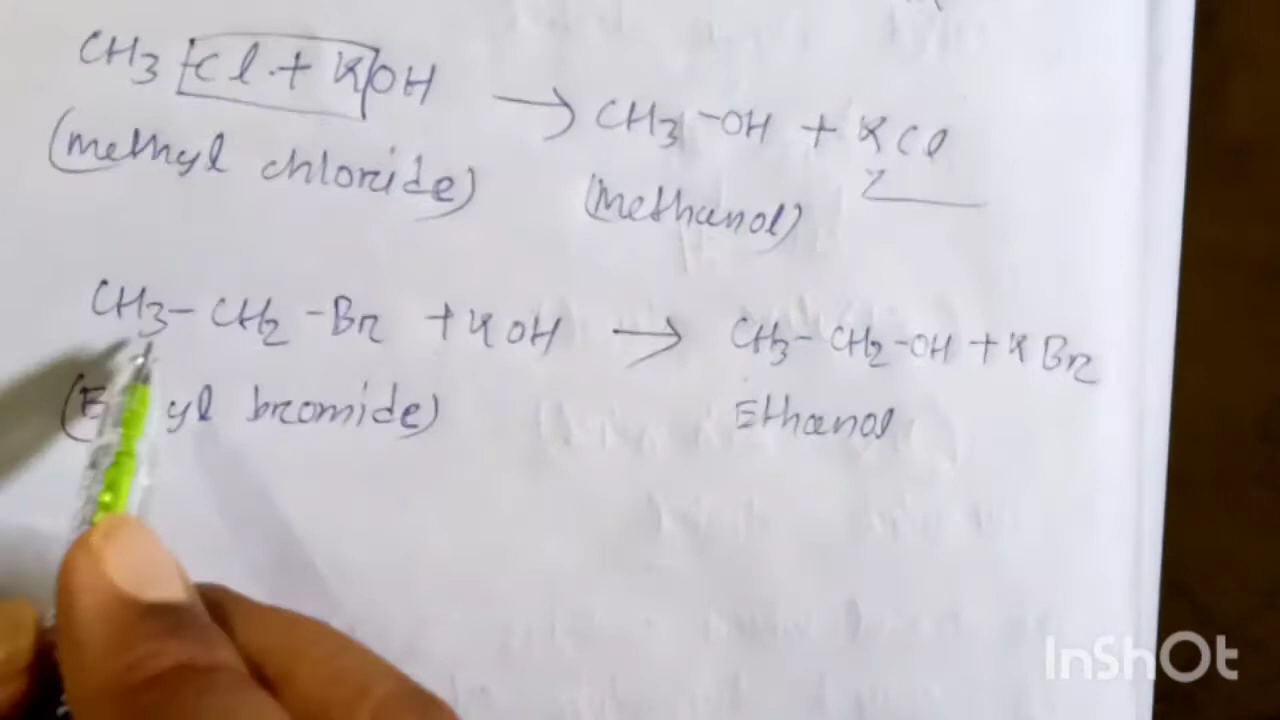 CH3-Cl + KOH → CH3-OH + KCl
(methyl chloride) (Methanol)
CH3-CH2-Br + KOH → CH3-CH2-OH + KBr
bromide) Ethanol
InShOt